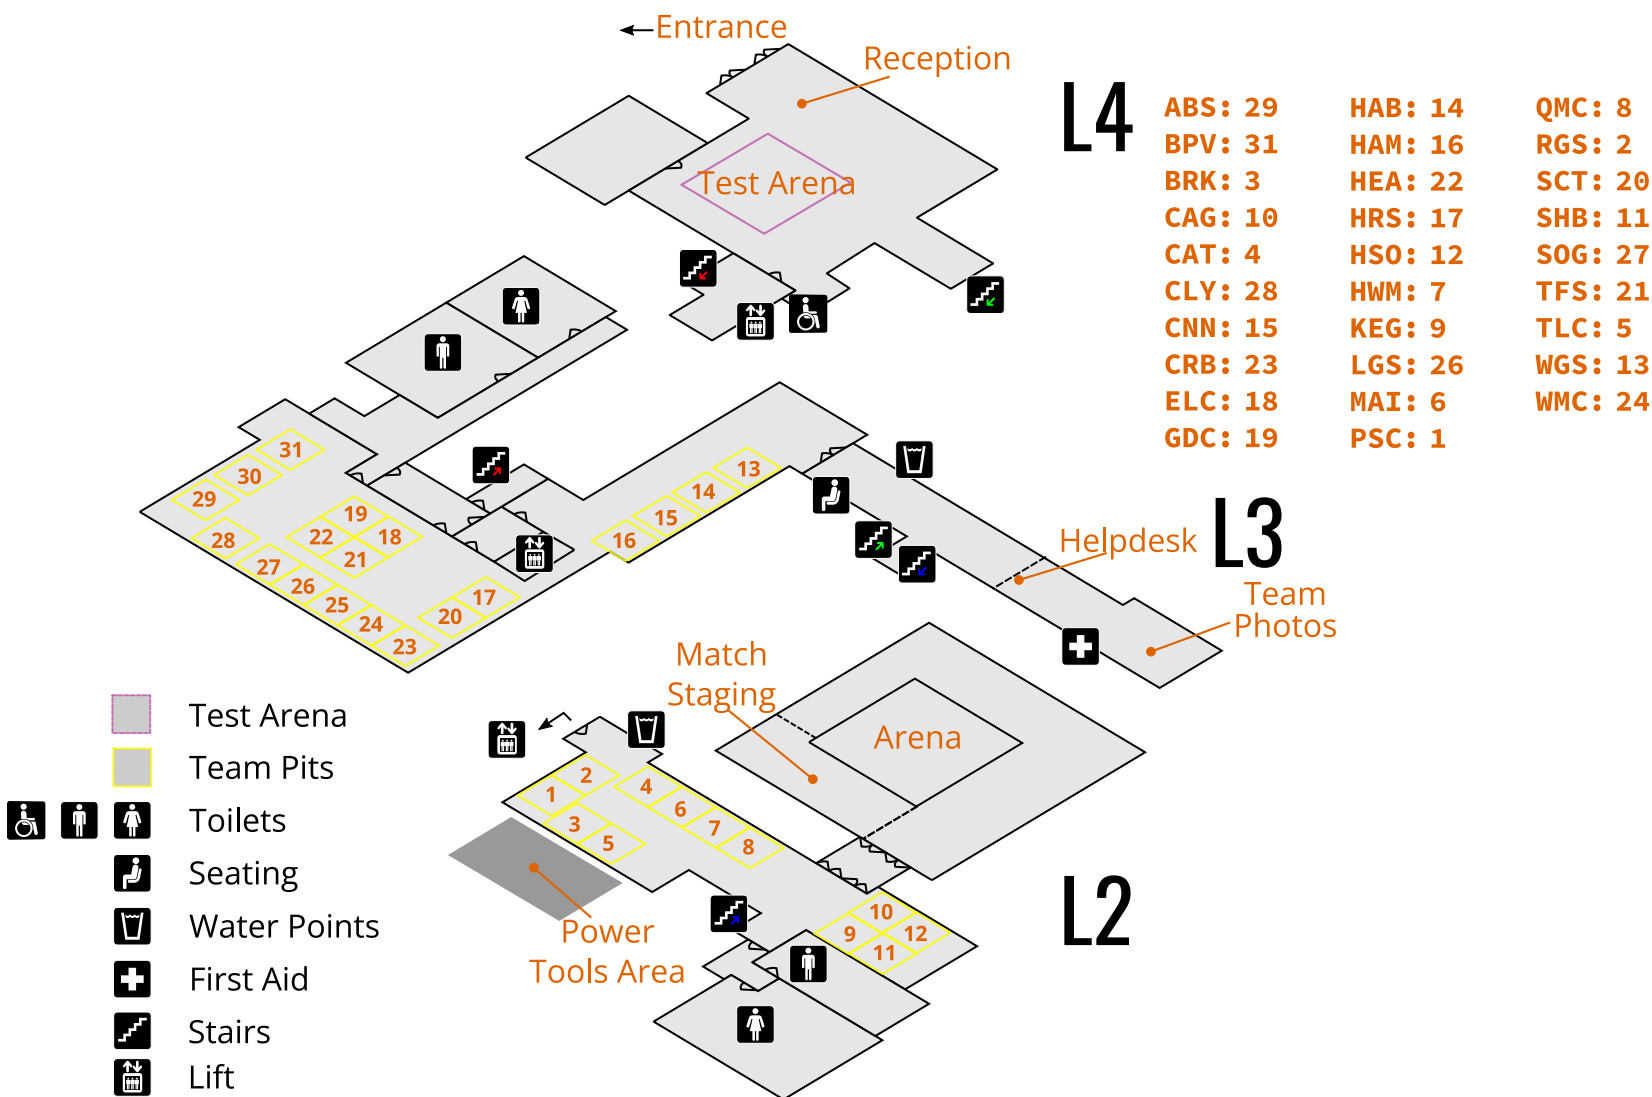 Entrance
Reception
Test Arena
L4
ABS: 29
BPV: 31
BRK: 3
CAG: 10
CAT: 4
CLY: 28
CNN: 15
CRB: 23
ELC: 18
GDC: 19
HAB: 14
HAM: 16
HEA: 22
HRS: 17
HSO: 12
HWM: 7
KEG: 9
LGS: 26
MAI: 6
PSC: 1
QMC: 8
RGS: 2
SCT: 20
SHB: 11
SOG: 27
TFS: 21
TLC: 5
WGS: 13
WMC: 24
31
30
29
28
19
22
18
21
27
26
25
24
23
17
20
13
14
15
16
Helpdesk
L3
Team
Photos
Match
Staging
Arena
2
1
3
5
4
6
7
8
10
9
12
11
Power
Tools Area
L2
Test Arena
Team Pits
Toilets
Seating
Water Points
First Aid
Stairs
Lift